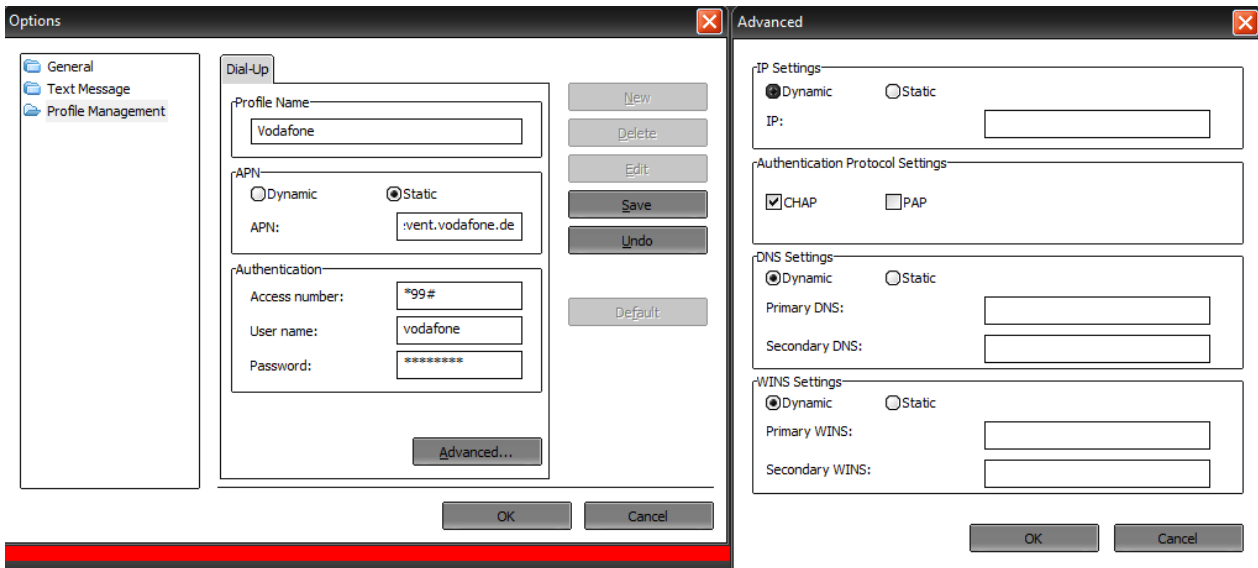 Options
General
Text Message
Profile Management
Dial-Up
Profile Name
Vodafone
APN
Dynamic Static
APN: vent.vodafone.de
Authentication
Access number: *99#
User name: vodafone
Password: ********
Advanced...
New
Delete
Edit
Save
Undo
Default
OK Cancel
Advanced
IP Settings
Dynamic Static
IP:
Authentication Protocol Settings
CHAP PAP
DNS Settings
Dynamic Static
Primary DNS:
Secondary DNS:
WINS Settings
Dynamic Static
Primary WINS:
Secondary WINS:
OK Cancel